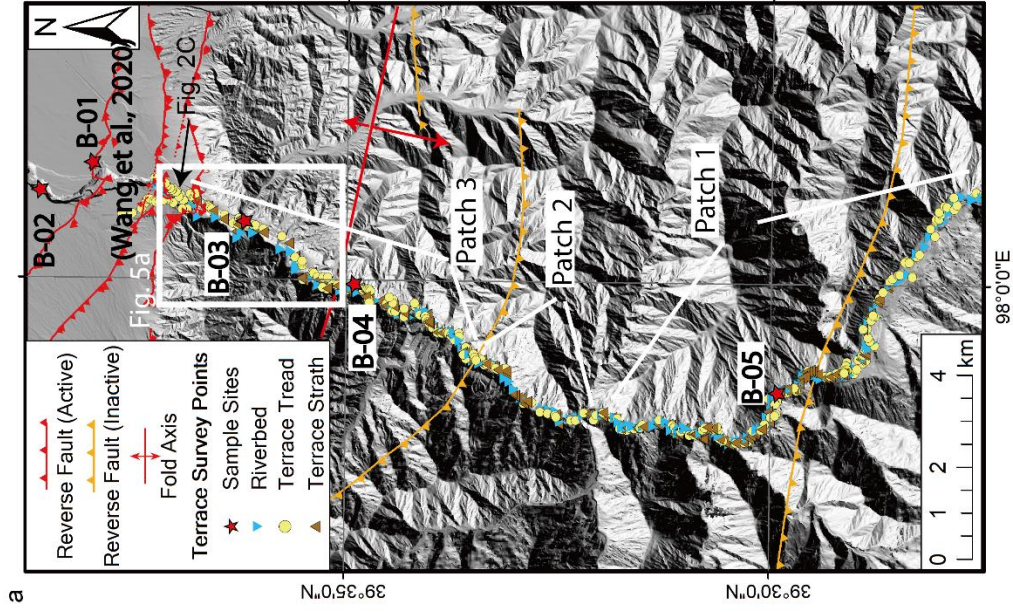 a
Reverse Fault (Active)
Reverse Fault (Inactive)
Fold Axis
Terrace Survey Points
Sample Sites
Riverbed
Terrace Tread
Terrace Strath
N
B-02
B-01
(Wang et al., 2020)
Fig. 2C
Fig. 5a
B-03
B-04
Patch 3
Patch 2
Patch 1
B-05
0 2 4 km
39°35'0"N
39°30'0"N
98°0'0"E